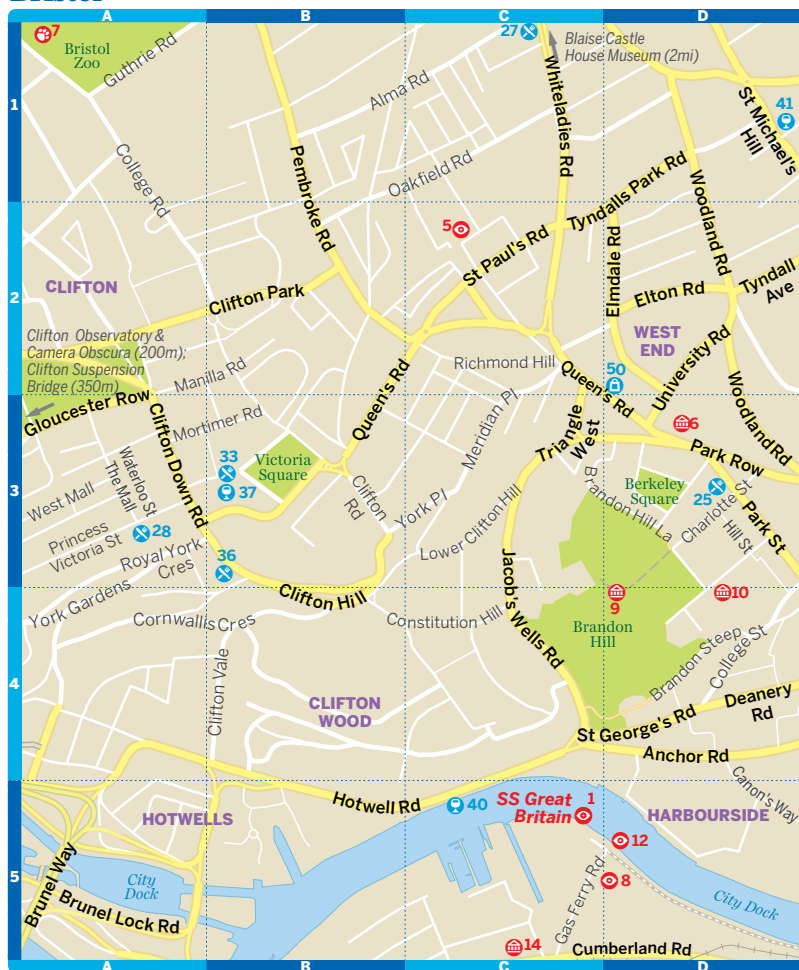 A
B
C
D
7
Bristol
Zoo
Guthrie Rd
27
Blaise Castle
House Museum (2mi)
Alma Rd
Whiteladies Rd
41
St Michael's
Hill
1
College Rd
Pembroke Rd
Oakfield Rd
Tyndalls Park Rd
Woodland Rd
5
St Paul's Rd
Elmdale Rd
CLIFTON
Clifton Park
2
Elton Rd
Tyndall
Ave
WEST
END
Clifton Observatory &
Camera Obscura (200m);
Clifton Suspension
Bridge (350m)
Manilla Rd
Richmond Hill
50
University Rd
Queen's Rd
Queen's Rd
Woodland Rd
Gloucester Row
Mortimer Rd
Clifton Down Rd
Meridian Pl
Triangle
West
6
Park Row
33
Victoria
Square
37
Waterloo St
The Mall
West Mall
3
Clifton
Rd
York Pl
Berkeley
Square
25
Brandon Hill La
Charlotte St
Park St
Hill St
Princess
Victoria St
28
Royal York
Cres
36
Lower Clifton Hill
Jacob's Wells Rd
York Gardens
Clifton Hill
9
10
Cornwallis Cres
Constitution Hill
Brandon
Hill
Brandon Steep
College St
Clifton Vale
4
CLIFTON
WOOD
St George's Rd
Deanery
Rd
Anchor Rd
Canon's Way
HOTWELLS
Hotwell Rd
40
SS Great
Britain
1
HARBOURSIDE
12
5
Brunel Way
City
Dock
8
City Dock
Brunel Lock Rd
Gas Ferry Rd
14
Cumberland Rd
A
B
C
D